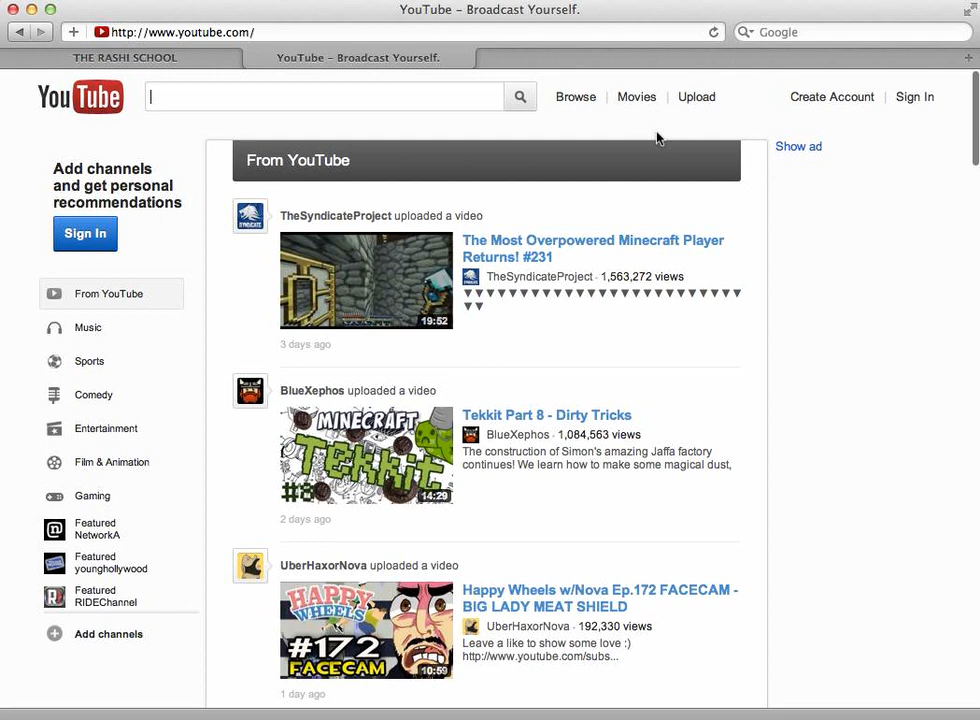 YouTube - Broadcast Yourself.
http://www.youtube.com/
Google
THE RASHI SCHOOL
YouTube - Broadcast Yourself.
YouTube
Browse
Movies
Upload
Create Account
Sign In
Add channels
and get personal
recommendations
Sign In
From YouTube
Music
Sports
Comedy
Entertainment
Film & Animation
Gaming
Featured
NetworkA
Featured
younghollywood
Featured
RIDEChannel
Add channels
From YouTube
Show ad
TheSyndicateProject uploaded a video
SYNDICATE
The Most Overpowered Minecraft Player
Returns! #231
TheSyndicateProject · 1,563,272 views
▼▼▼▼▼▼▼▼▼▼▼▼▼▼▼▼▼▼
▼▼
19:52
3 days ago
BlueXephos uploaded a video
MINECRAFT
Tekkit
#8
14:29
Tekkit Part 8 - Dirty Tricks
BlueXephos · 1,084,563 views
The construction of Simon's amazing Jaffa factory
continues! We learn how to make some magical dust,
2 days ago
UberHaxorNova uploaded a video
HAPPY
WHEELS
#172
FACECAM
10:59
Happy Wheels w/Nova Ep.172 FACECAM -
BIG LADY MEAT SHIELD
UberHaxorNova · 192,330 views
Leave a like to show some love :)
http://www.youtube.com/subs...
1 day ago